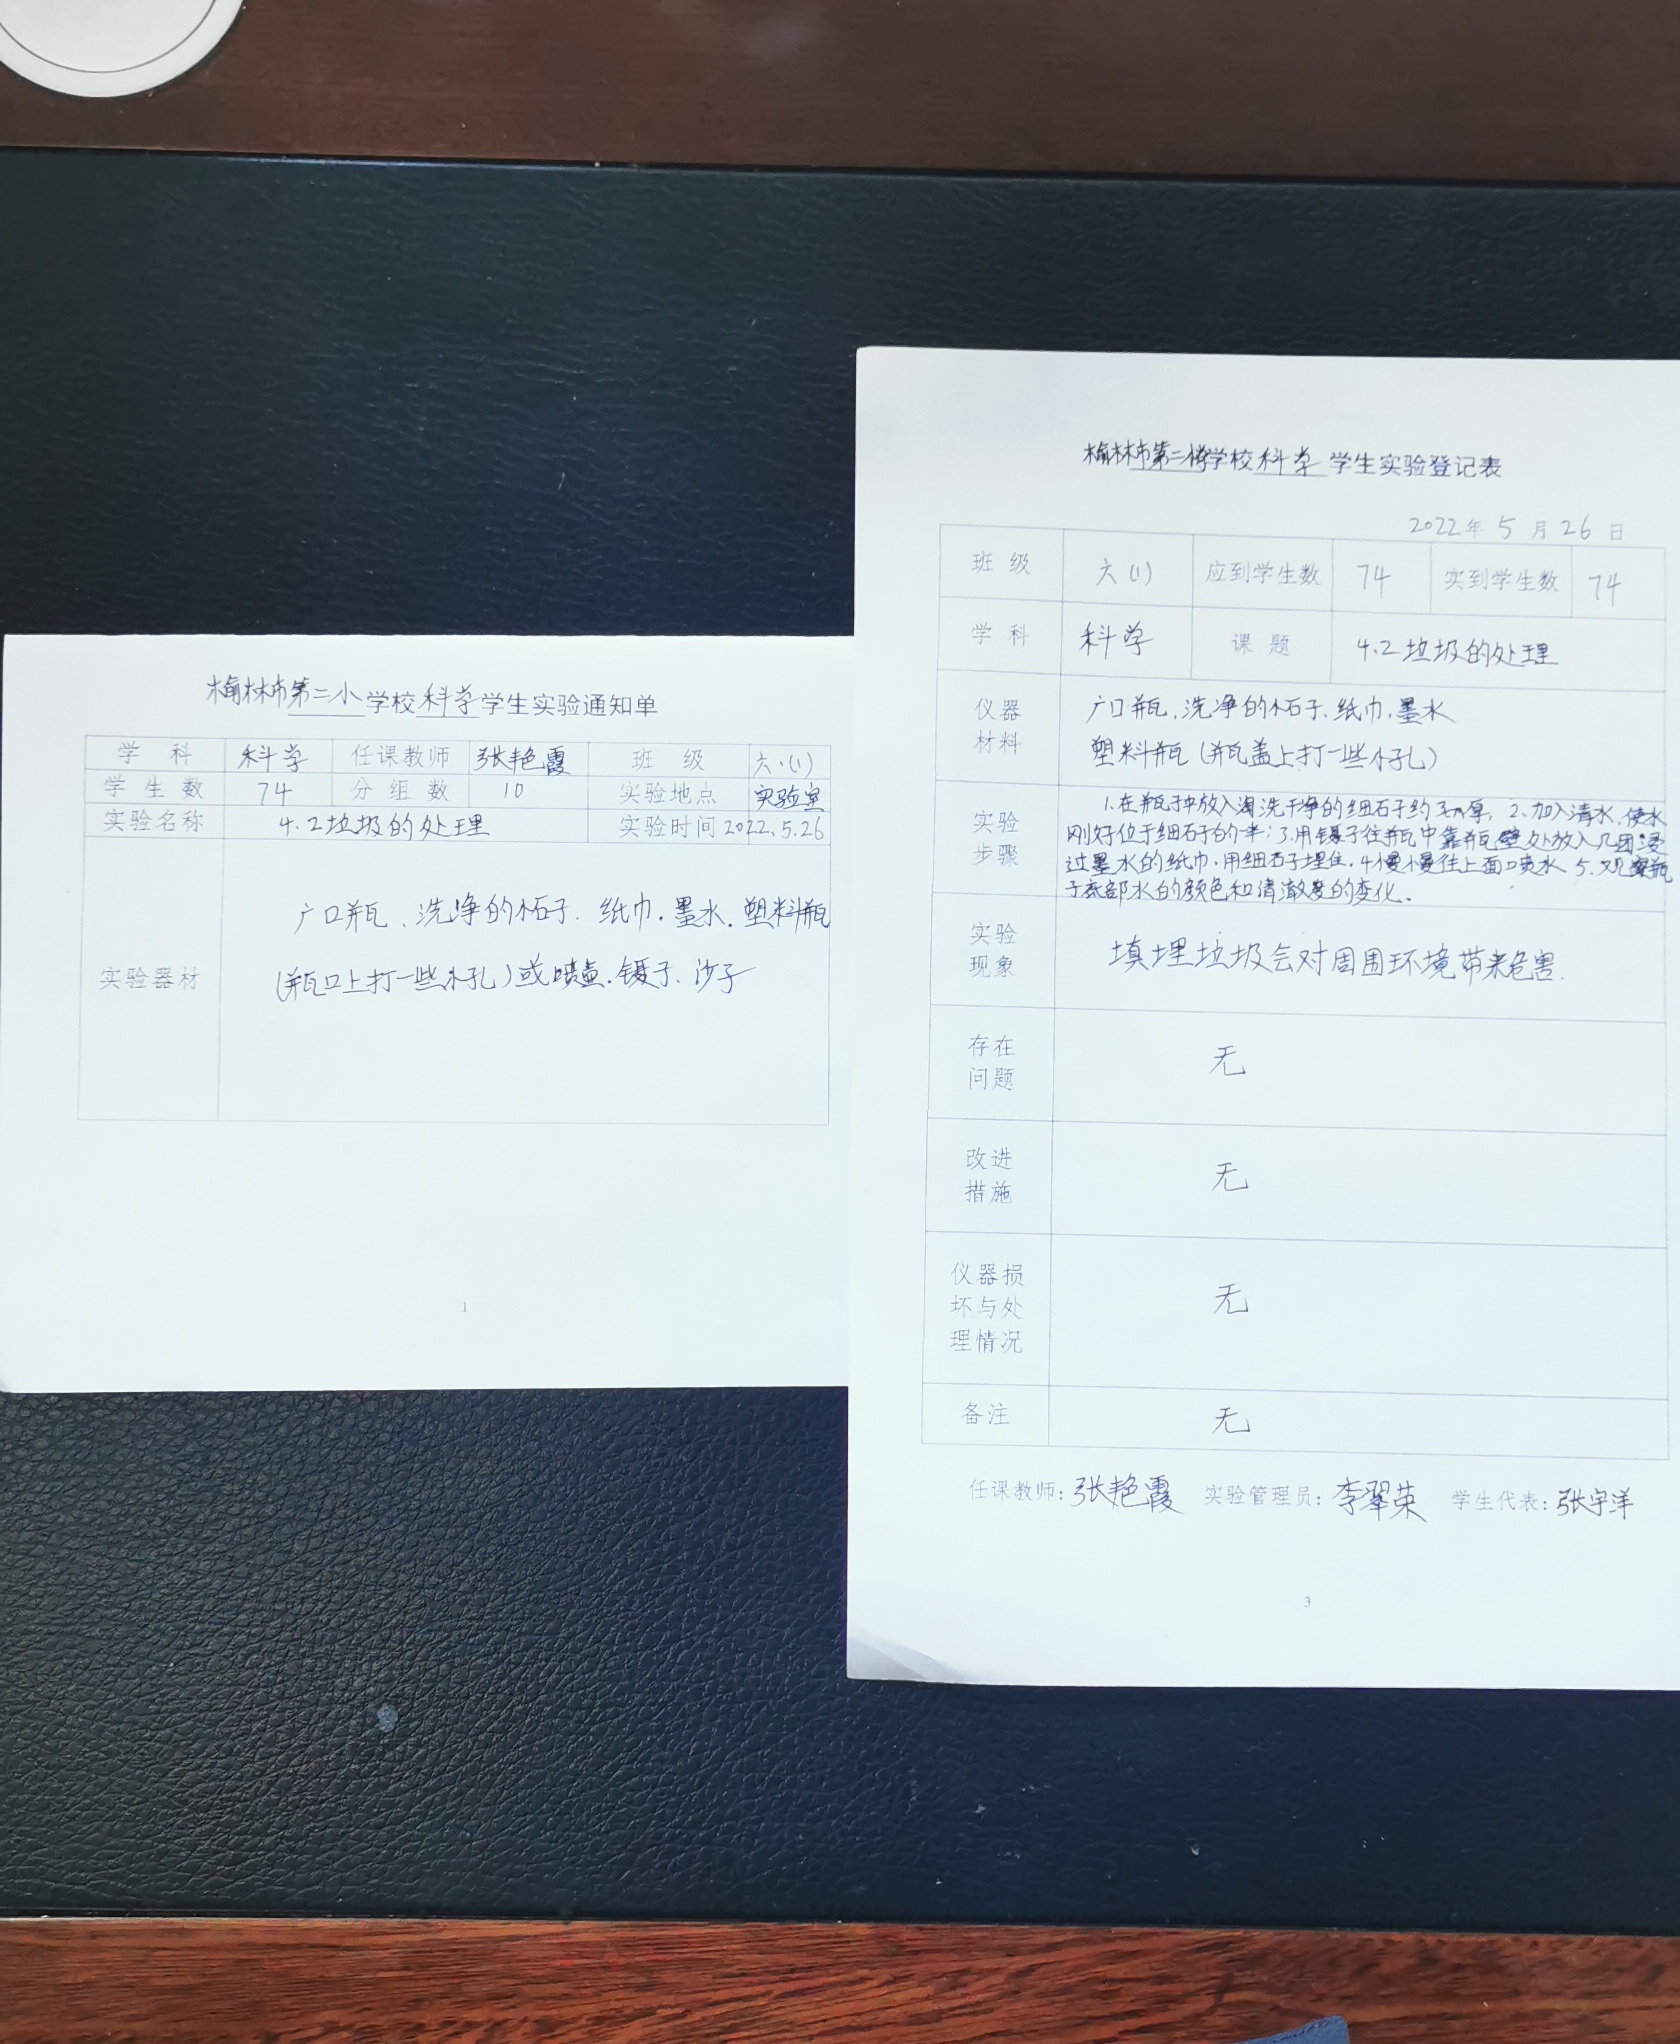 榆林市第二小学校科学学生实验通知单
学科 科学 任课教师 张艳霞 班级 六.(1)
学生数 74 分组数 10 实验地点 实验室
实验名称 4.2垃圾的处理 实验时间 2022.5.26
广口瓶、洗净的小石子、纸巾.墨水.塑料瓶
实验器材
(瓶口上打一些小孔)或喷壶.镊子、沙子
1
榆林市第二小学校科学学生实验登记表
2022年5月26日
班级 六(1) 应到学生数 74 实到学生数 74
学科 科学 课题 4.2垃圾的处理
仪器 广口瓶、洗净的小石子、纸巾,墨水
材料 塑料瓶(瓶盖上打一些小孔)
1.在瓶子中放入淘洗干净的细石子约3cm厚, 2.加入清水,使水
实验 刚好位于细石子的一半;3.用镊子往瓶中靠瓶壁处放入几团浸
步骤 过墨水的纸巾,用细石子埋住,4慢慢往上面喷水 5.观察瓶
子底部水的颜色和清澈度的变化.
实验
现象 填埋垃圾会对周围环境带来危害.
存在
问题 无
改进
措施 无
仪器损
坏与处 无
理情况
备注 无
任课教师:张艳霞 实验管理员:李翠荣 学生代表:张宇洋
3